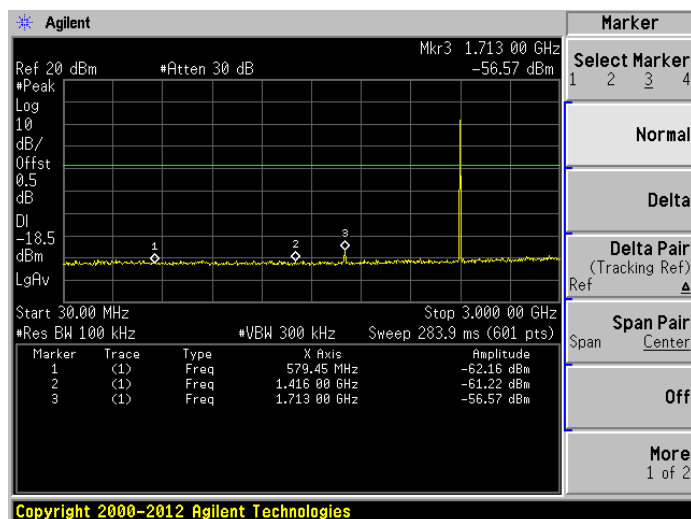 Agilent
Marker
Mkr3 1.713 00 GHz
Ref 20 dBm #Atten 30 dB -56.57 dBm
#Peak
Log
10
dB/
Offst
0.5
dB
DI
-18.5
dBm
LgAv
1
2
3
Start 30.00 MHz Stop 3.000 00 GHz
#Res BW 100 kHz #VBW 300 kHz Sweep 283.9 ms (601 pts)
Marker Trace Type X Axis Amplitude
1 (1) Freq 579.45 MHz -62.16 dBm
2 (1) Freq 1.416 00 GHz -61.22 dBm
3 (1) Freq 1.713 00 GHz -56.57 dBm
Select Marker
1 2 3 4
Normal
Delta
Delta Pair
(Tracking Ref)
Ref Δ
Span Pair
Span Center
Off
More
1 of 2
Copyright 2000-2012 Agilent Technologies